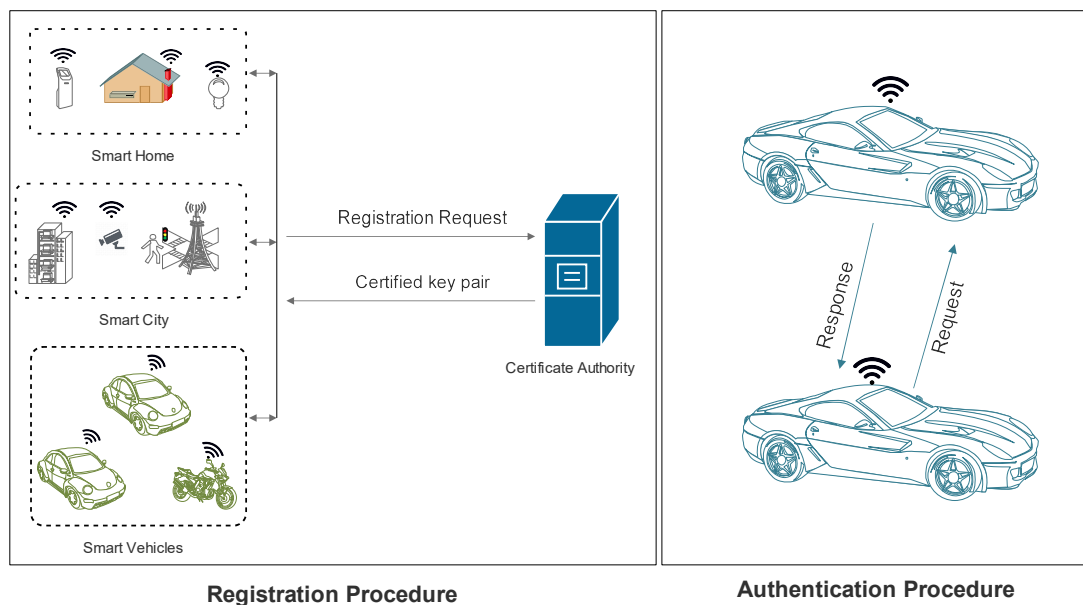 Smart Home
Registration Request
Certified key pair
Smart City
Certificate Authority
Smart Vehicles
Registration Procedure
Response
Request
Authentication Procedure